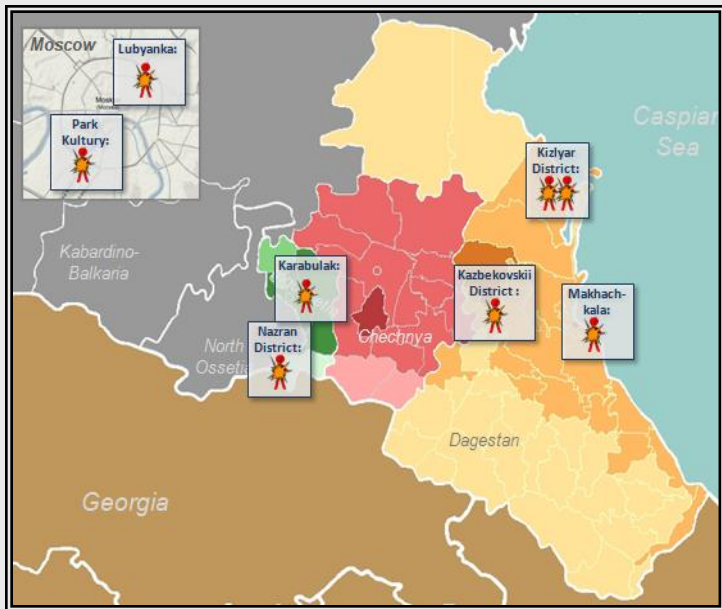 Moscow
Lubyanka:
Park
Kultury:
Caspian
Sea
Kizlyar
District:
Kabardino-
Balkaria
Karabulak:
Kazbekovskii
District :
Makhach-
kala:
Nazran
District:
Chechnya
North
Ossetia
Dagestan
Georgia